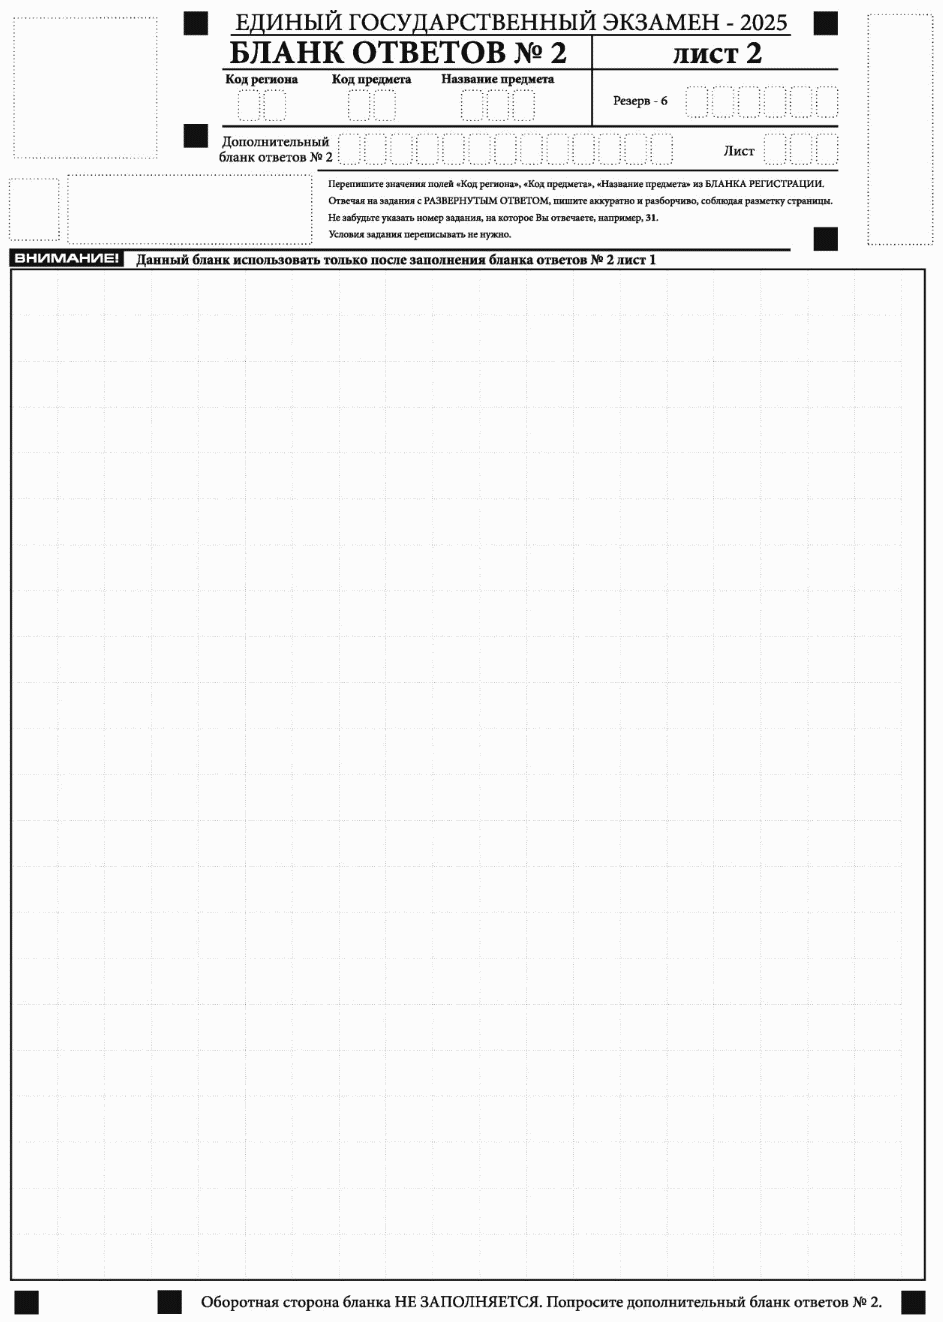 ЕДИНЫЙ ГОСУДАРСТВЕННЫЙ ЭКЗАМЕН - 2025
БЛАНК ОТВЕТОВ № 2
лист 2
Код региона
Код предмета
Название предмета
Резерв - 6
Дополнительный
бланк ответов № 2
Лист
Перепишите значения полей «Код региона», «Код предмета», «Название предмета» из БЛАНКА РЕГИСТРАЦИИ.
Отвечая на задания с РАЗВЕРНУТЫМ ОТВЕТОМ, пишите аккуратно и разборчиво, соблюдая разметку страницы.
Не забудьте указать номер задания, на которое Вы отвечаете, например, 31.
Условия задания переписывать не нужно.
ВНИМАНИЕ! Данный бланк использовать только после заполнения бланка ответов № 2 лист 1
Оборотная сторона бланка НЕ ЗАПОЛНЯЕТСЯ. Попросите дополнительный бланк ответов № 2.